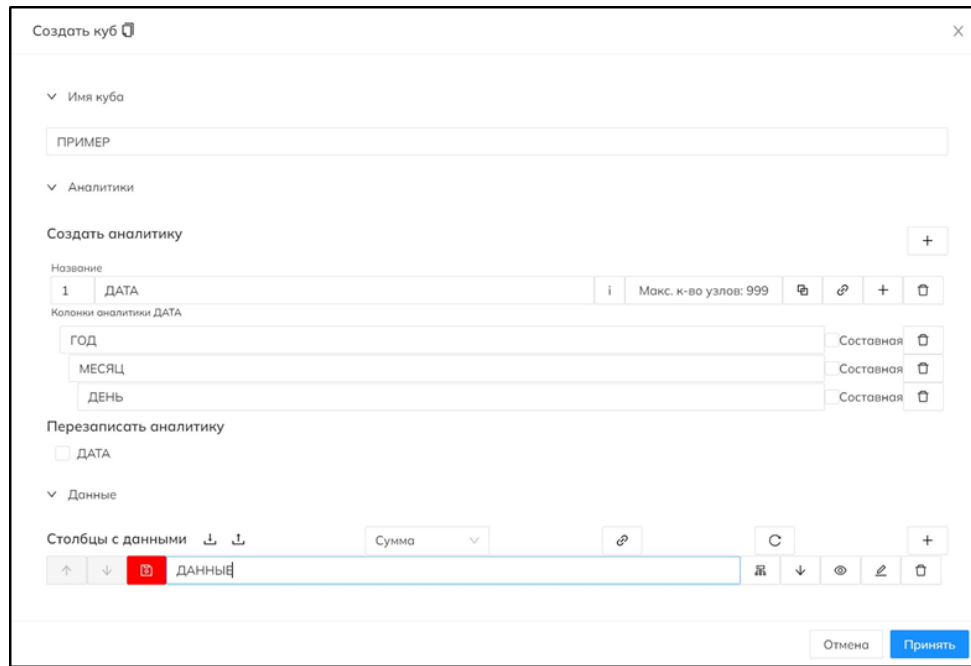 Создать куб
Имя куба
ПРИМЕР
Аналитики
Создать аналитику
Название
1 ДАТА i Макс. к-во узлов: 999
Колонки аналитики ДАТА
ГОД Составная
МЕСЯЦ Составная
ДЕНЬ Составная
Перезаписать аналитику
ДАТА
Данные
Столбцы с данными Сумма
ДАННЫЕ
Отмена Принять